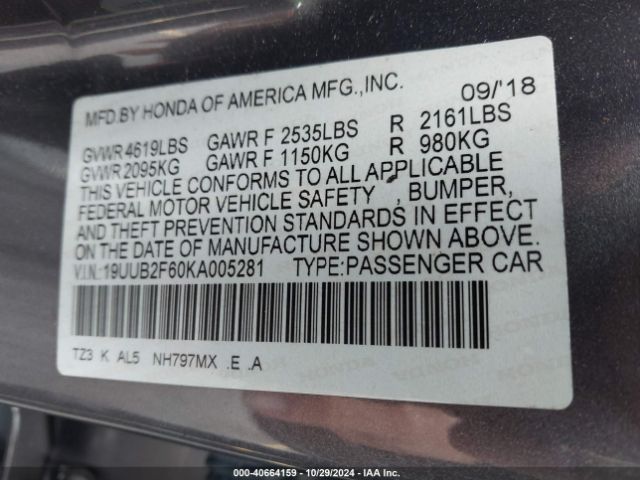 MFD.BY HONDA OF AMERICA MFG.,INC. 09/'18
GVWR 4619LBS GAWR F 2535LBS R 2161LBS
GVWR 2095KG GAWR F 1150KG R 980KG
THIS VEHICLE CONFORMS TO ALL APPLICABLE
FEDERAL MOTOR VEHICLE SAFETY , BUMPER,
AND THEFT PREVENTION STANDARDS IN EFFECT
ON THE DATE OF MANUFACTURE SHOWN ABOVE.
V.I.N.:19UUB2F60KA005281 TYPE:PASSENGER CAR
TZ3 K AL5 NH797MX .E .A
000-40664159 | 10/29/2024 | IAA Inc.